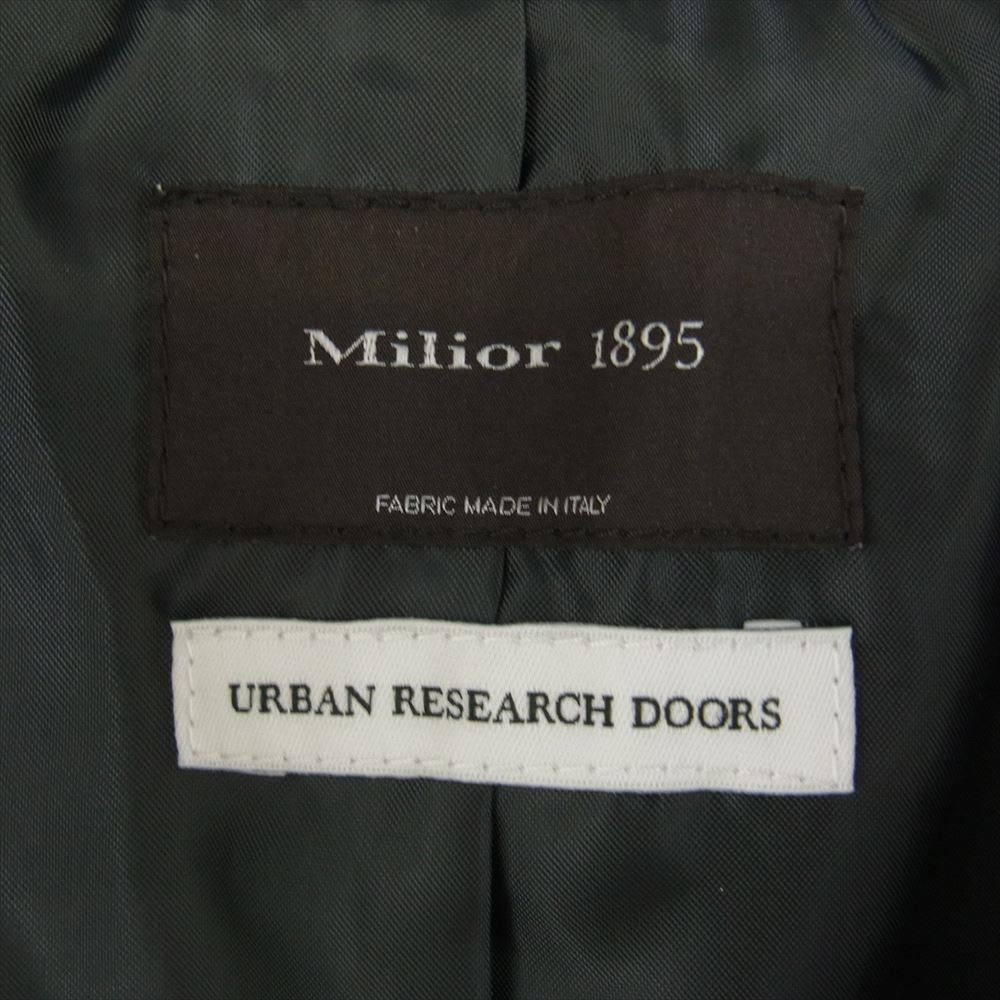 Milior 1895
FABRIC MADE IN ITALY
URBAN RESEARCH DOORS